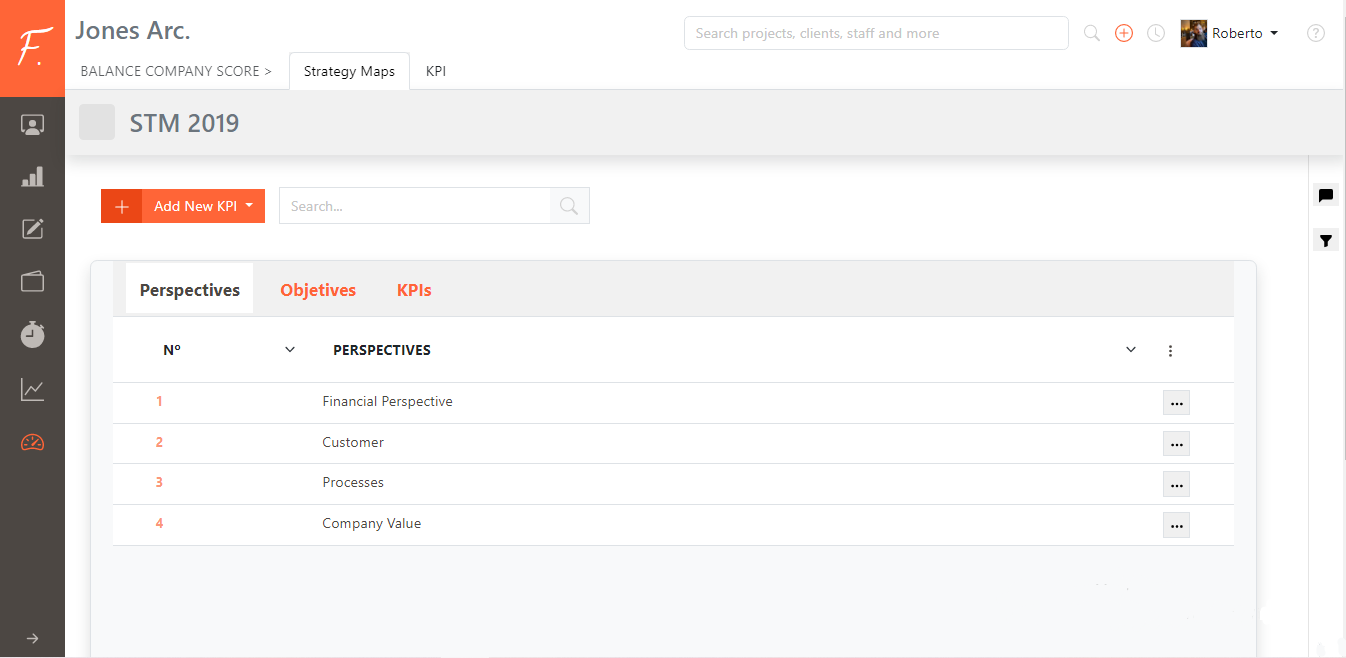 F.
Jones Arc.
Search projects, clients, staff and more
Roberto
BALANCE COMPANY SCORE >
Strategy Maps
KPI
STM 2019
+ Add New KPI
Search...
Perspectives
Objetives
KPIs
Nº
PERSPECTIVES
1 Financial Perspective
2 Customer
3 Processes
4 Company Value